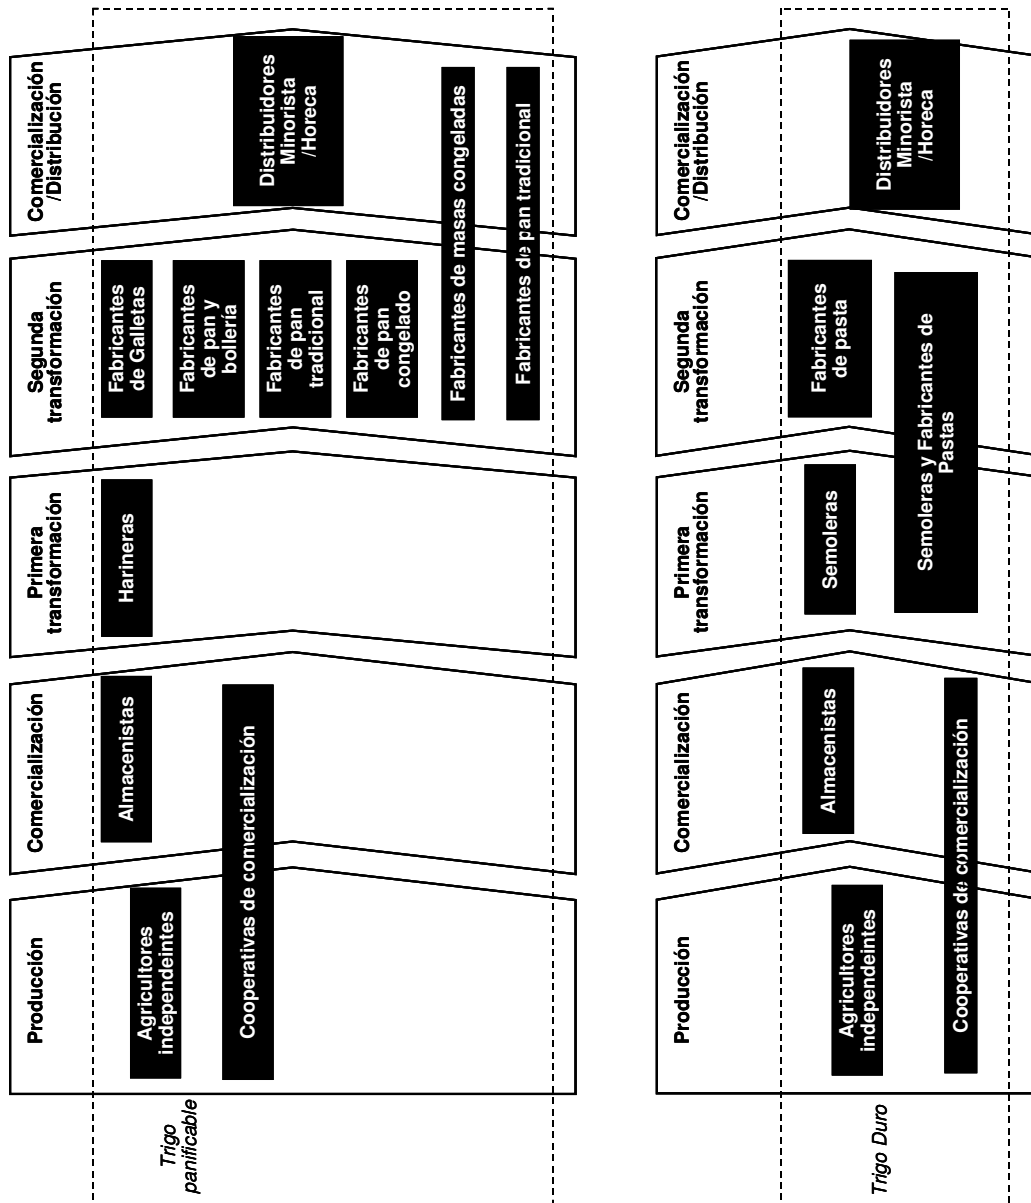 Trigo
panificable
Producción
Comercialización
Primera
transformación
Segunda
transformación
Comercialización
/Distribución
Agricultores
independeintes
Cooperativas de comercialización
Almacenistas
Harineras
Fabricantes
de Galletas
Fabricantes
de pan y
bollería
Fabricantes
de pan
tradicional
Fabricantes
de pan
congelado
Fabricantes de masas congeladas
Fabricantes de pan tradicional
Distribuidores
Minorista
/Horeca
Trigo Duro
Producción
Comercialización
Primera
transformación
Segunda
transformación
Comercialización
/Distribución
Agricultores
independeintes
Cooperativas de comercialización
Almacenistas
Semoleras
Semoleras y Fabricantes de
Pastas
Fabricantes
de pasta
Distribuidores
Minorista
/Horeca